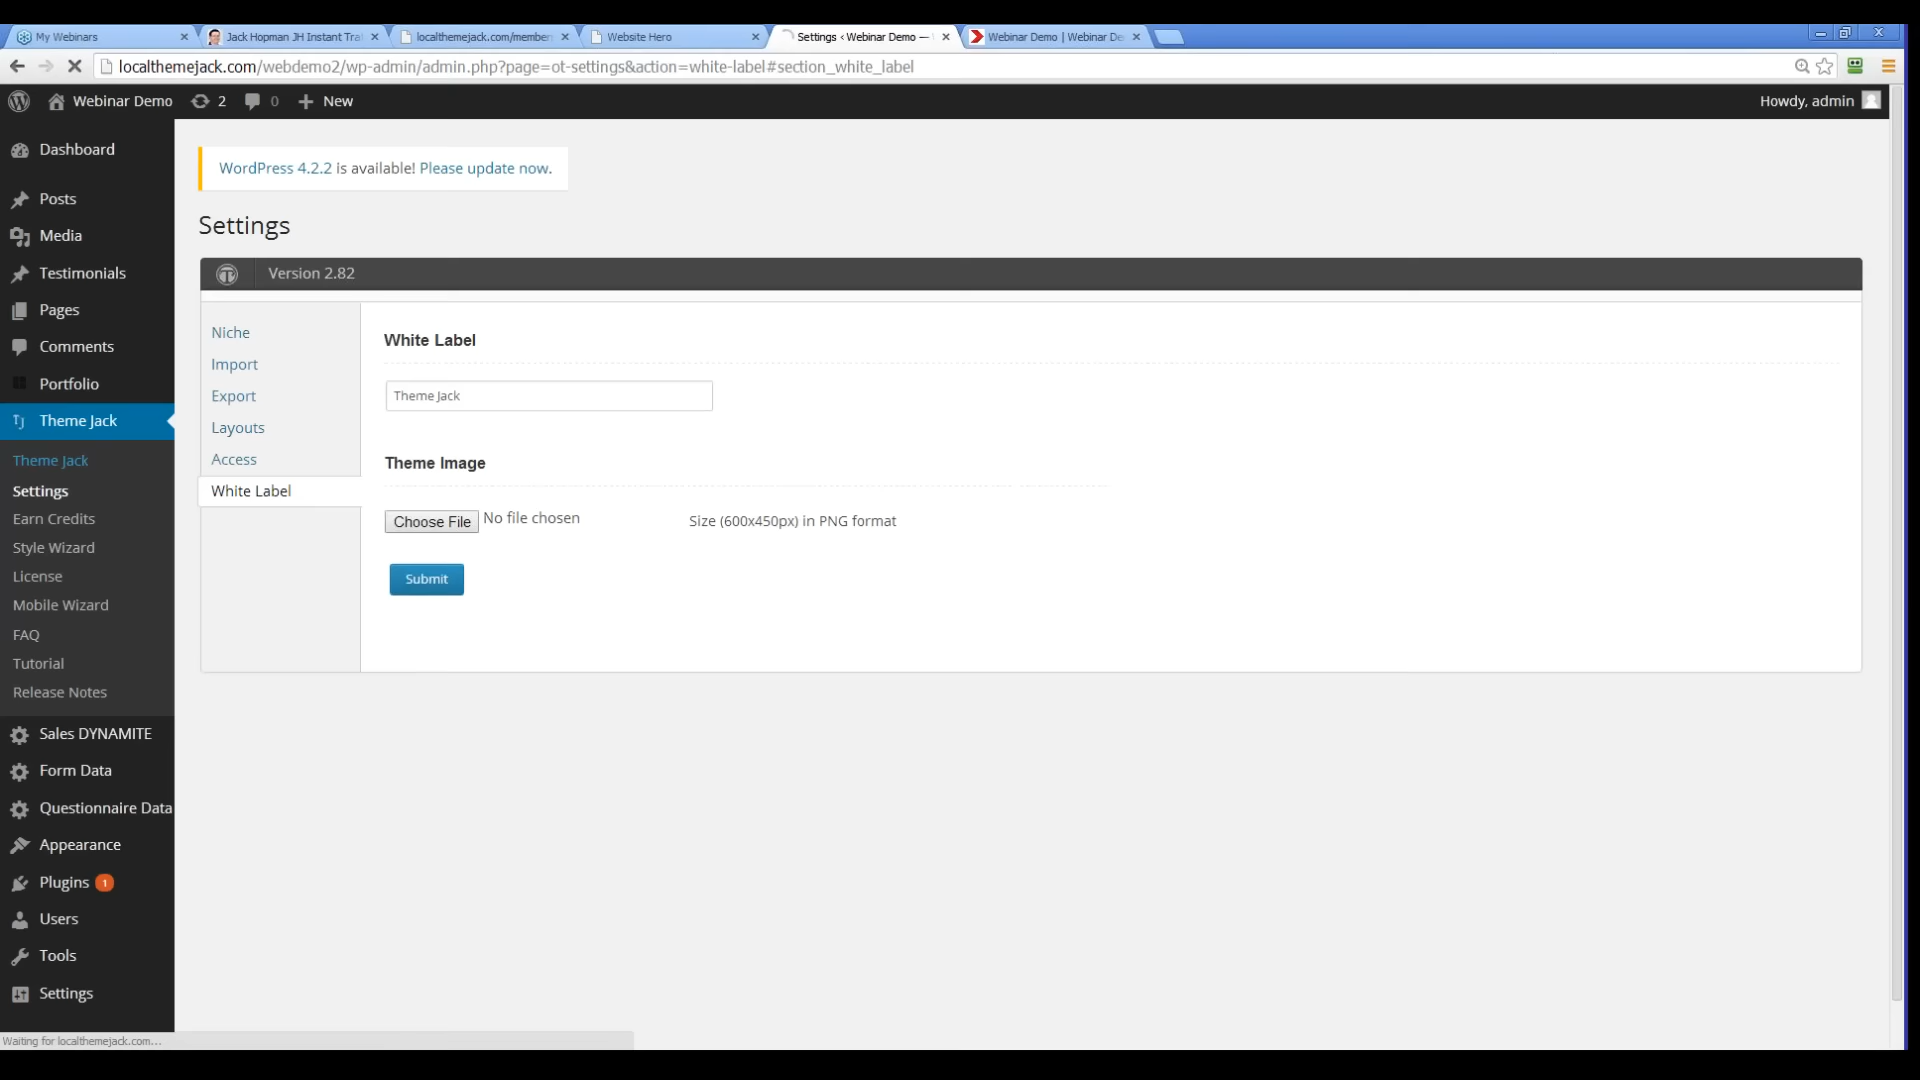 My Webinars
Jack Hopman JH Instant Tra
localthemejack.com/member
Website Hero
Settings ‹ Webinar Demo —
Webinar Demo | Webinar De
localthemejack.com/webdemo2/wp-admin/admin.php?page=ot-settings&action=white-label#section_white_label
Webinar Demo
2
0
New
Howdy, admin
Dashboard
Posts
Media
Testimonials
Pages
Comments
Portfolio
TJ Theme Jack
Theme Jack
Settings
Earn Credits
Style Wizard
License
Mobile Wizard
FAQ
Tutorial
Release Notes
Sales DYNAMITE
Form Data
Questionnaire Data
Appearance
Plugins 1
Users
Tools
Settings
WordPress 4.2.2 is available! Please update now.
Settings
Version 2.82
Niche
Import
Export
Layouts
Access
White Label
White Label
Theme Jack
Theme Image
Choose File No file chosen
Size (600x450px) in PNG format
Submit
Waiting for localthemejack.com...